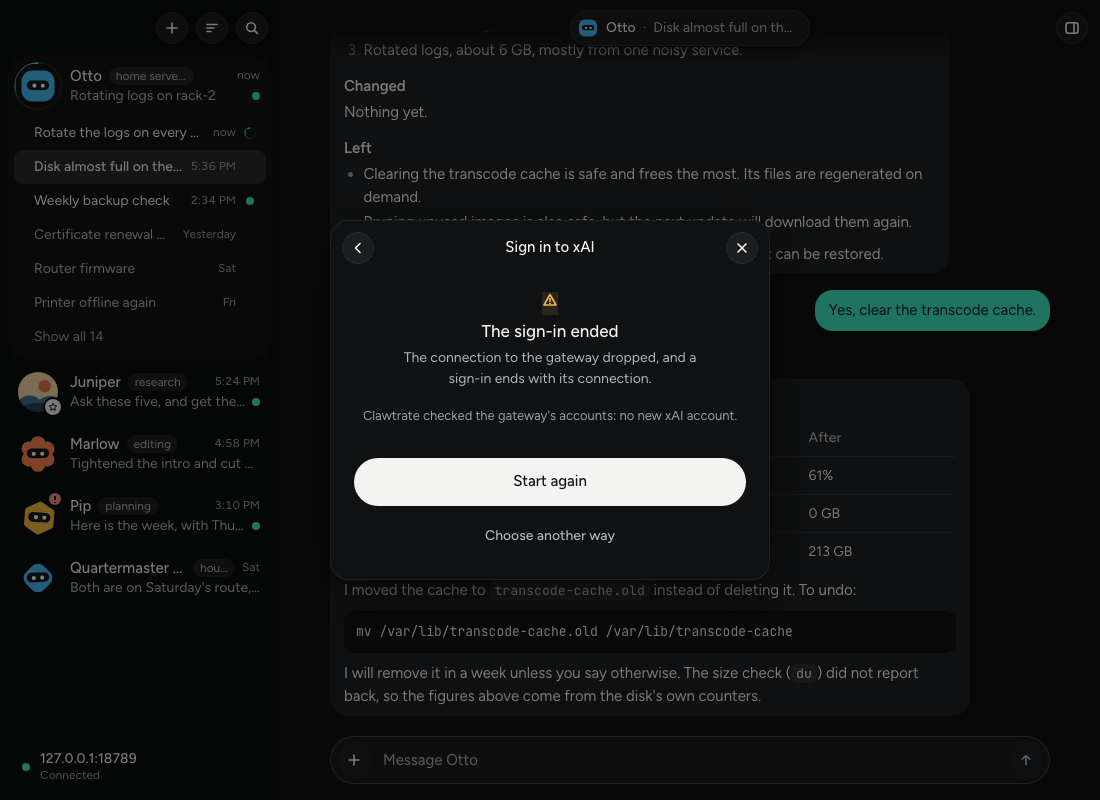 Otto · Disk almost full on th…
Otto home serve… now
Rotating logs on rack-2
Rotate the logs on every … now
Disk almost full on the… 5:36 PM
Weekly backup check 2:34 PM
Certificate renewal … Yesterday
Router firmware Sat
Printer offline again Fri
Show all 14
Juniper research 5:24 PM
Ask these five, and get the…
Marlow editing 4:58 PM
Tightened the intro and cut …
Pip planning 3:10 PM
Here is the week, with Thu…
Quartermaster … hou… Sat
Both are on Saturday's route,…
127.0.0.1:18789
Connected
3. Rotated logs, about 6 GB, mostly from one noisy service.
Changed
Nothing yet.
Left
• Clearing the transcode cache is safe and frees the most. Its files are regenerated on
demand.
will download them again.
can be restored.
Yes, clear the transcode cache.
Sign in to xAI
The sign-in ended
The connection to the gateway dropped, and a
sign-in ends with its connection.
Clawtrate checked the gateway's accounts: no new xAI account.
Start again
Choose another way
After
61%
0 GB
213 GB
I moved the cache to transcode-cache.old instead of deleting it. To undo:
mv /var/lib/transcode-cache.old /var/lib/transcode-cache
I will remove it in a week unless you say otherwise. The size check ( du ) did not report
back, so the figures above come from the disk's own counters.
Message Otto